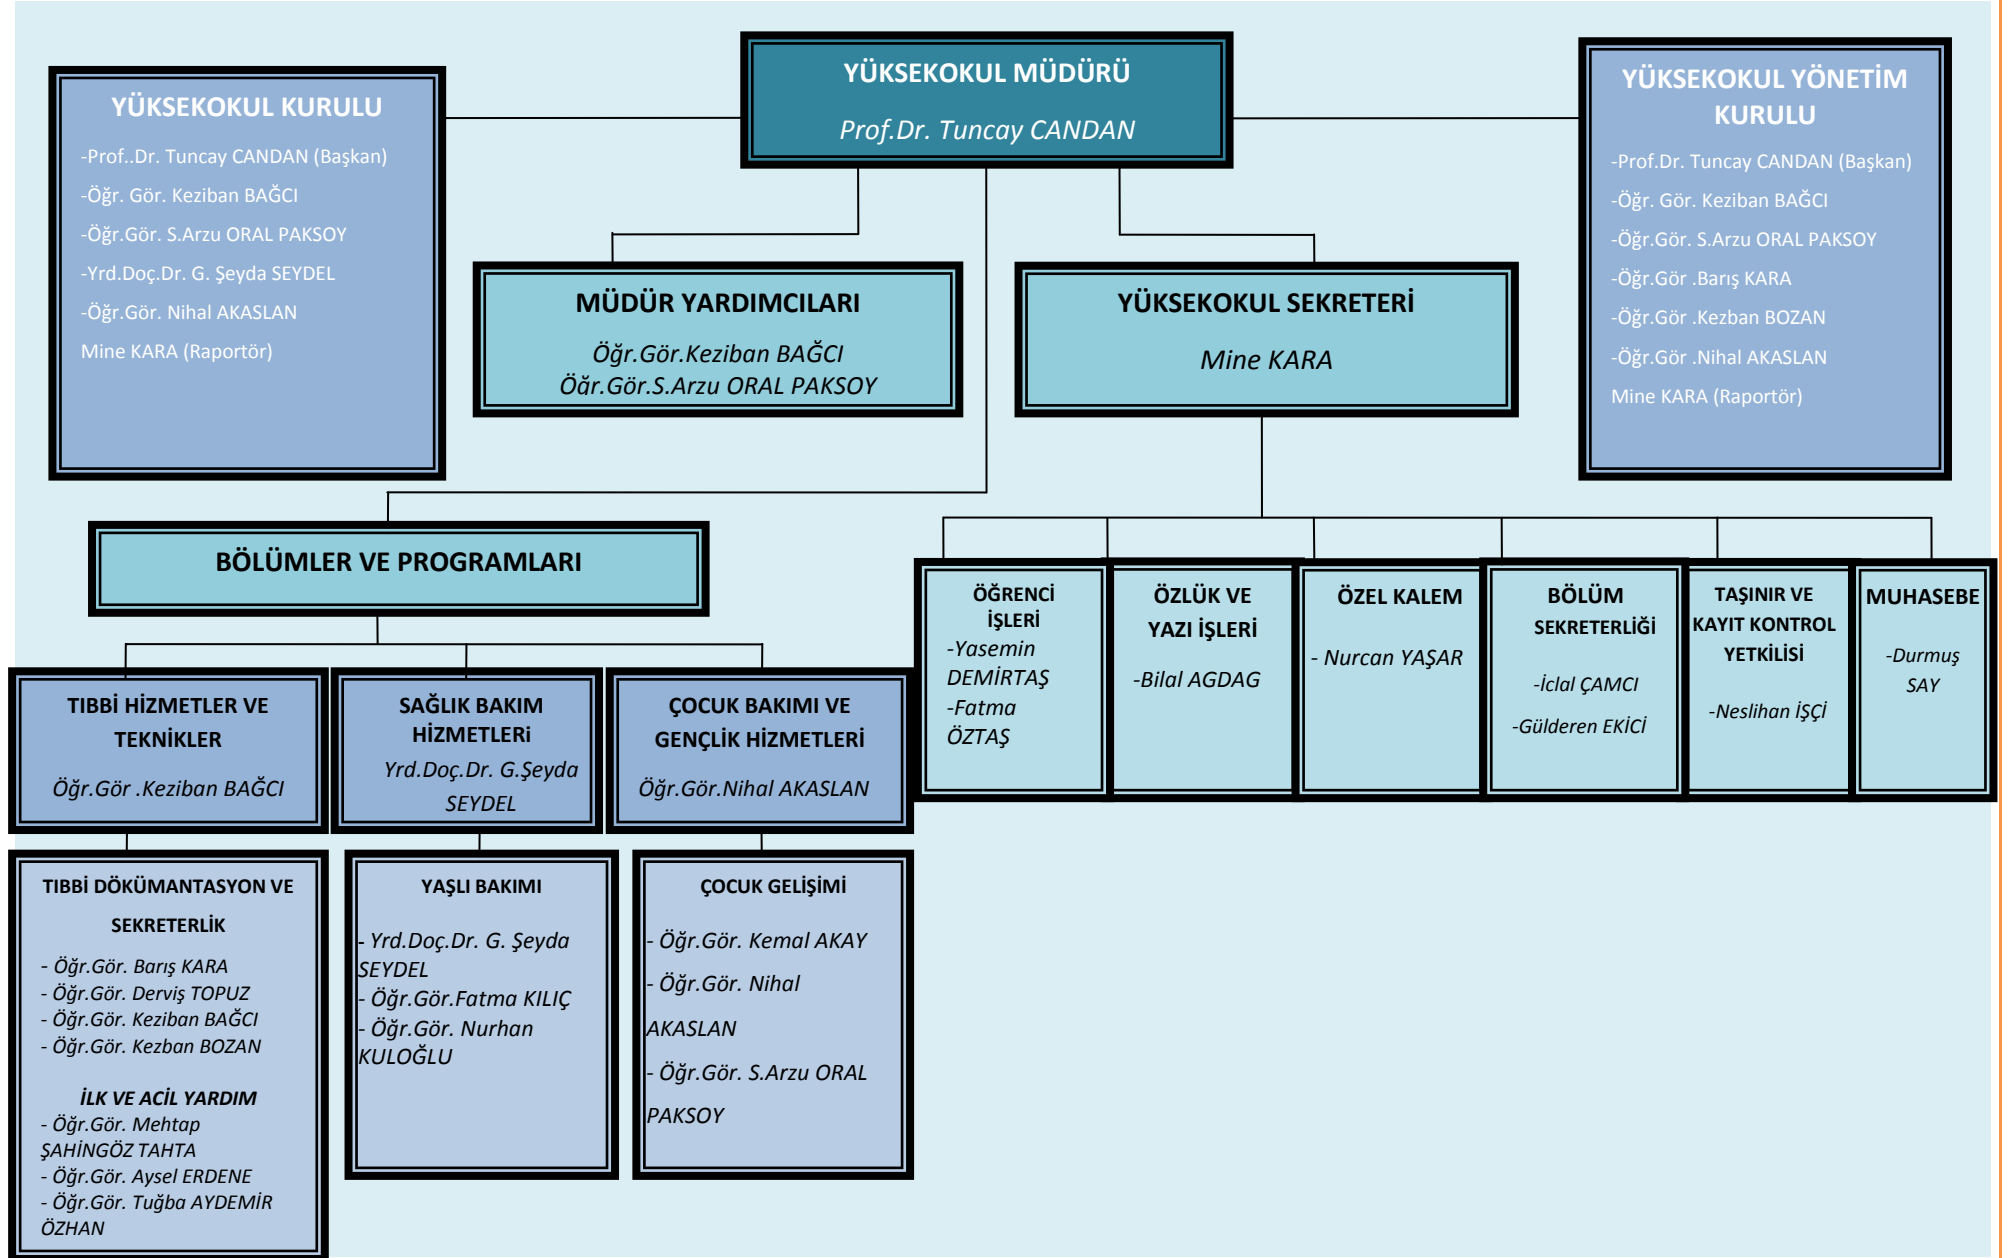 YÜKSEKOKUL MÜDÜRÜ
Prof.Dr. Tuncay CANDAN
YÜKSEKOKUL KURULU
-Prof..Dr. Tuncay CANDAN (Başkan)
-Öğr. Gör. Keziban BAĞCI
-Öğr.Gör. S.Arzu ORAL PAKSOY
-Yrd.Doç.Dr. G. Şeyda SEYDEL
-Öğr.Gör. Nihal AKASLAN
Mine KARA (Raportör)
YÜKSEKOKUL YÖNETİM
KURULU
-Prof.Dr. Tuncay CANDAN (Başkan)
-Öğr. Gör. Keziban BAĞCI
-Öğr.Gör. S.Arzu ORAL PAKSOY
-Öğr.Gör .Barış KARA
-Öğr.Gör .Kezban BOZAN
-Öğr.Gör .Nihal AKASLAN
Mine KARA (Raportör)
MÜDÜR YARDIMCILARI
Öğr.Gör.Keziban BAĞCI
Öğr.Gör.S.Arzu ORAL PAKSOY
YÜKSEKOKUL SEKRETERİ
Mine KARA
BÖLÜMLER VE PROGRAMLARI
TIBBİ HİZMETLER VE
TEKNİKLER
Öğr.Gör .Keziban BAĞCI
SAĞLIK BAKIM
HİZMETLERi
Yrd.Doç.Dr. G.Şeyda
SEYDEL
ÇOCUK BAKIMI VE
GENÇLİK HİZMETLERİ
Öğr.Gör.Nihal AKASLAN
ÖĞRENCİ
İŞLERİ
-Yasemin
DEMİRTAŞ
-Fatma
ÖZTAŞ
ÖZLÜK VE
YAZI İŞLERİ
-Bilal AGDAG
ÖZEL KALEM
- Nurcan YAŞAR
BÖLÜM
SEKRETERLİĞİ
-İclal ÇAMCI
-Gülderen EKİCİ
TAŞINIR VE
KAYIT KONTROL
YETKİLİSİ
-Neslihan İŞÇİ
MUHASEBE
-Durmuş
SAY
TIBBİ DÖKÜMANTASYON VE
SEKRETERLİK
- Öğr.Gör. Barış KARA
- Öğr.Gör. Derviş TOPUZ
- Öğr.Gör. Keziban BAĞCI
- Öğr.Gör. Kezban BOZAN
İLK VE ACİL YARDIM
- Öğr.Gör. Mehtap
ŞAHİNGÖZ TAHTA
- Öğr.Gör. Aysel ERDENE
- Öğr.Gör. Tuğba AYDEMİR
ÖZHAN
YAŞLI BAKIMI
- Yrd.Doç.Dr. G. Şeyda
SEYDEL
- Öğr.Gör.Fatma KILIÇ
- Öğr.Gör. Nurhan
KULOĞLU
ÇOCUK GELİŞİMİ
- Öğr.Gör. Kemal AKAY
- Öğr.Gör. Nihal
AKASLAN
- Öğr.Gör. S.Arzu ORAL
PAKSOY